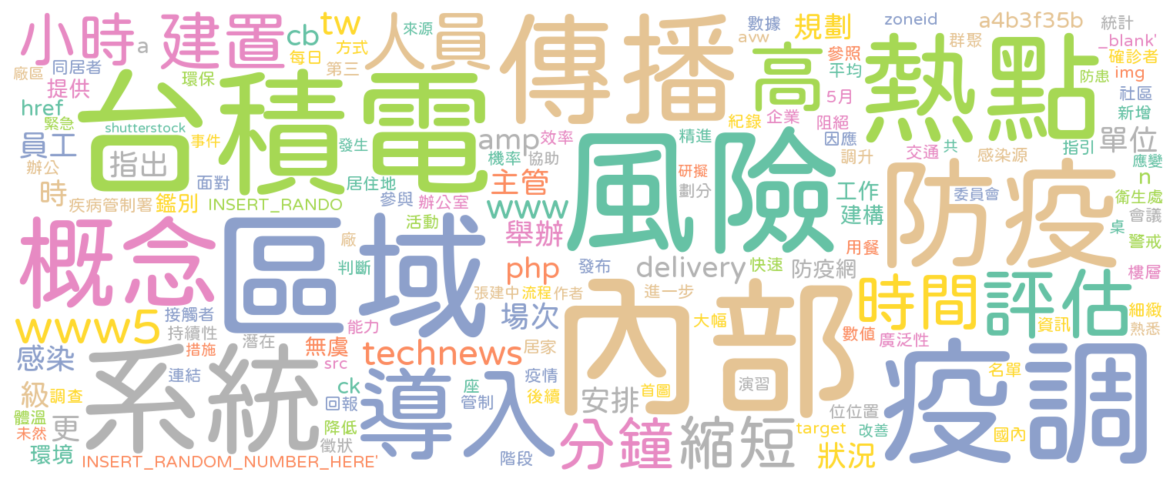 小時
建置
cb
tw
人員
傳播
數據
規劃
zoneid
a4b3f35b
統計
a
每日
方式
來源
avw
高
參照
平均
熱點
群聚
_blank'
確診者
img
廠區
同居者
提供
環保
第三
台積電
5月
防患
社區
新增
href
緊急
shutterstock
事件
發生
amp
效率
紀錄
企業
阻絕
因應
交通
共
指引
單位
員工
指出
機率
協助
精進
風險
調升
感染源
應變
n
辦公
時
面對
居住地
主管
研擬
劃分
工作
防疫
委員會
衛生處
疾病管制署
鑑別
INSERT_RANDO
參與
辦公室
www
建構
會議
概念
區域
活動
舉辦
用餐
桌
警戒
廠
判斷
php
發布
delivery
快速
防疫網
樓層
張建中
流程
作者
進一步
內部
時間
評估
www5
接觸者
持續性
潛在
能力
場次
大幅
數值
廣泛性
資訊
細緻
熟悉
感染
系統
措施
無虞
src
technews
居家
疫調
級
調查
連結
導入
ck
回報
座
管制
疫情
後續
安排
首圖
演習
名單
體溫
未然
更
降低
徵狀
位位置
target
改善
國內
環境
INSERT_RANDOM_NUMBER_HERE'
階段
分鐘
縮短
狀況